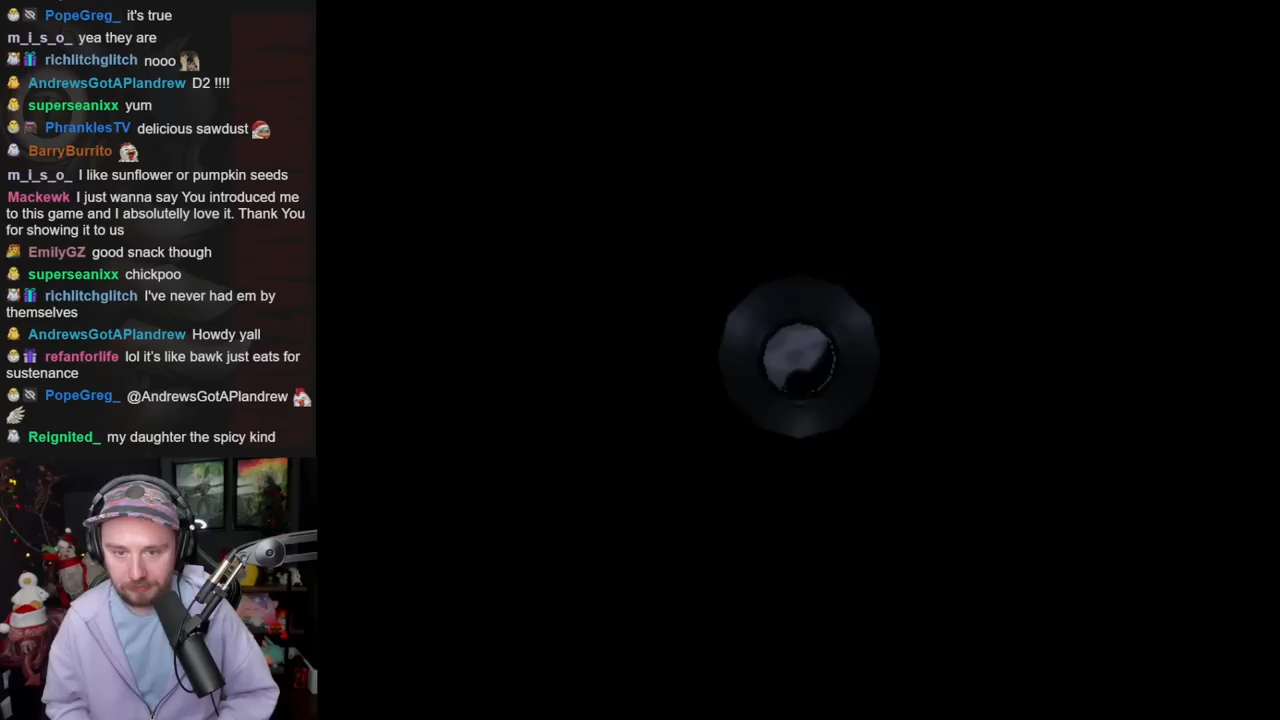 PopeGreg_ it's true
m_i_s_o_ yea they are
richlitchglitch nooo
AndrewsGotAPlandrew D2 !!!!
superseanixx yum
PhranklesTV delicious sawdust
BarryBurrito
m_i_s_o_ I like sunflower or pumpkin seeds
Mackewk I just wanna say You introduced me
to this game and I absolutelly love it. Thank You
for showing it to us
EmilyGZ good snack though
superseanixx chickpoo
richlitchglitch I've never had em by
themselves
AndrewsGotAPlandrew Howdy yall
refanforlife lol it's like bawk just eats for
sustenance
PopeGreg_ @AndrewsGotAPlandrew
Reignited_ my daughter the spicy kind